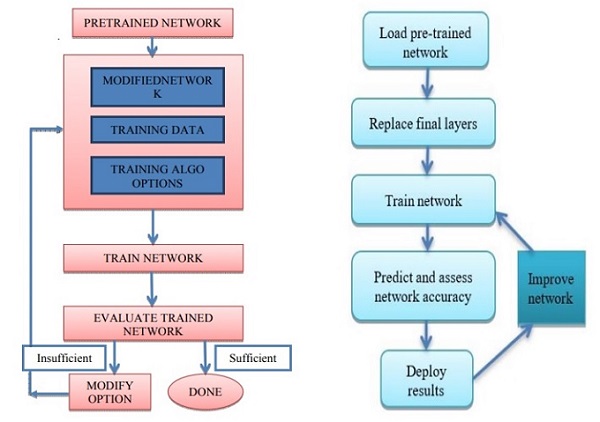 PRETRAINED NETWORK
MODIFIEDNETWOR
K
TRAINING DATA
TRAINING ALGO
OPTIONS
TRAIN NETWORK
EVALUATE TRAINED
NETWORK
Insufficient
Sufficient
MODIFY
OPTION
DONE
Load pre-trained
network
Replace final layers
Train network
Predict and assess
network accuracy
Improve
network
Deploy
results